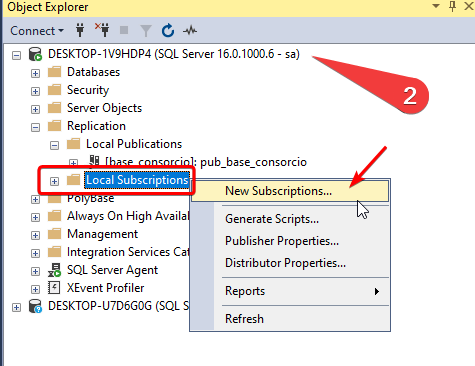 Object Explorer
Connect
DESKTOP-1V9HDP4 (SQL Server 16.0.1000.6 - sa)
2
Databases
Security
Server Objects
Replication
Local Publications
[base_consorcio]: pub_base_consorcio
Local Subscriptions
New Subscriptions...
PolyBase
Generate Scripts...
Always On High Availa
Publisher Properties...
Management
Distributor Properties...
Integration Services Cat
SQL Server Agent
Reports
XEvent Profiler
Refresh
DESKTOP-U7D6G0G (SQL S